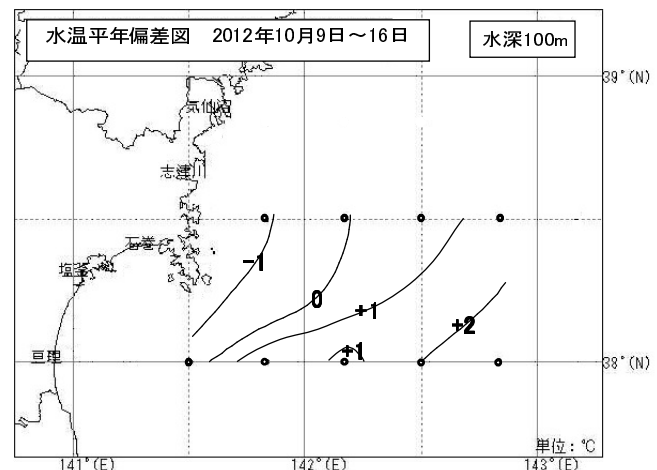 水温平年偏差図 2012年10月9日～16日
水深100m
39°(N)
気仙沼
志津川
石巻
塩釜
-1
0
+1
+2
+1
亘理
38°(N)
単位：℃
141°(E)
142°(E)
143°(E)